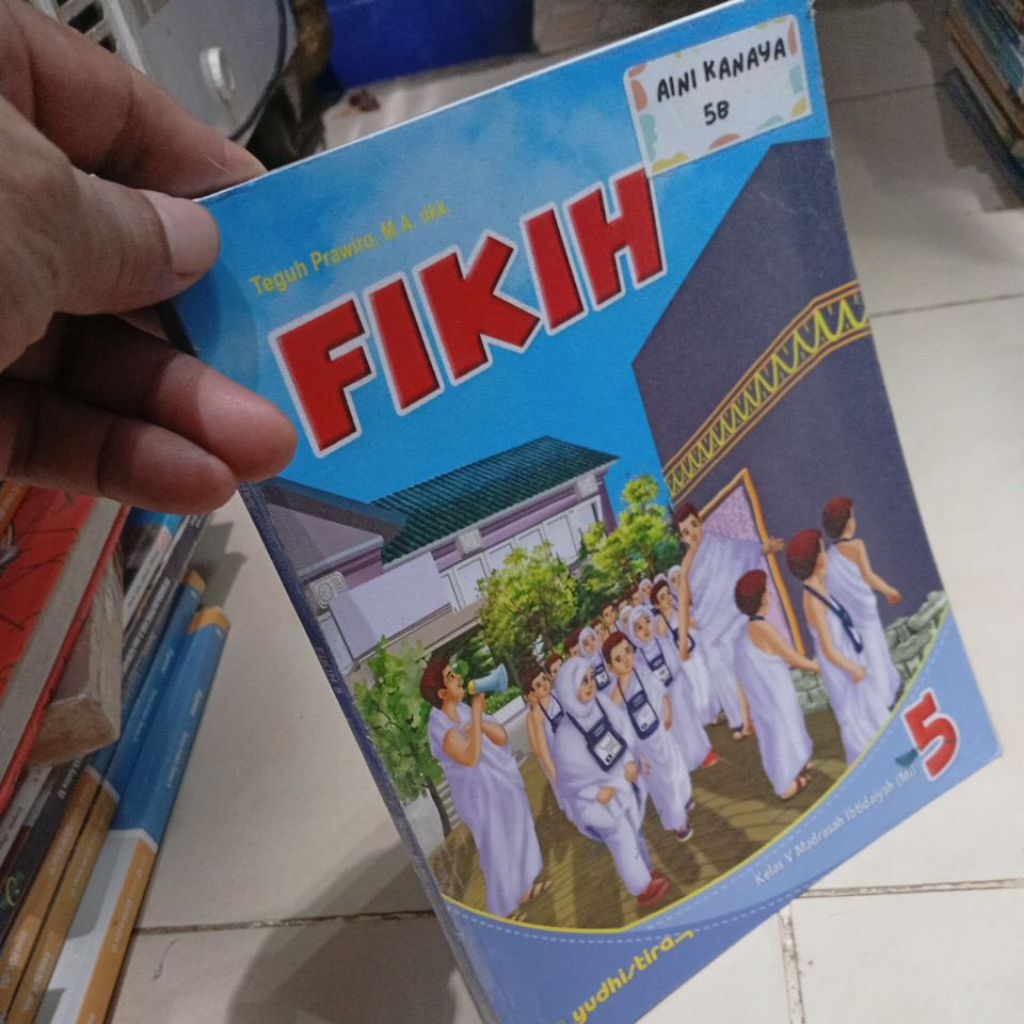 AINI KANAYA
5B
Teguh Prawiro, M.A. dkk.
FIKIH
5
Kelas V Madrasah Ibtidaiyah (MI)
yudhistira